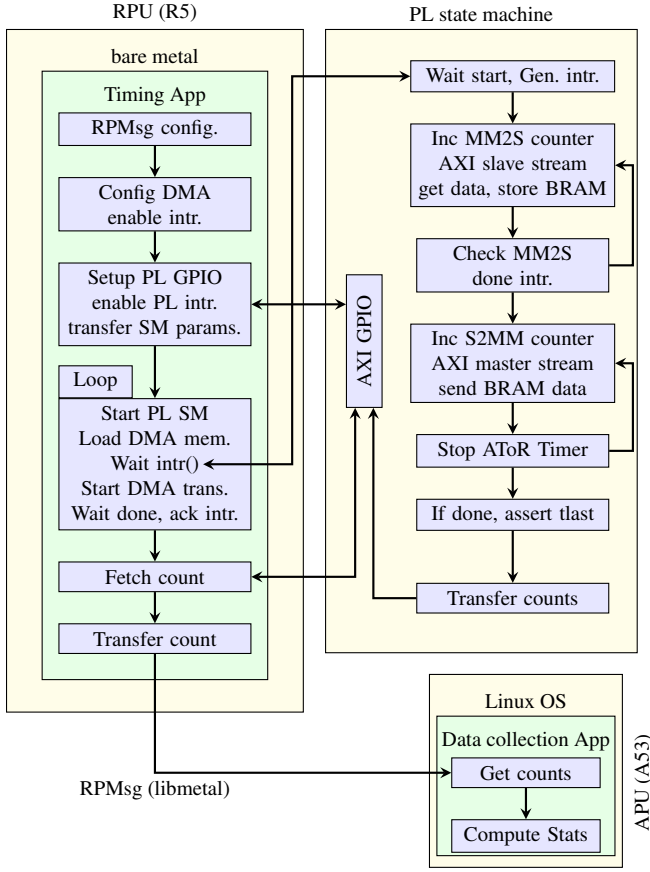 RPU (R5)
bare metal
Timing App
RPMsg config.
Config DMA
enable intr.
Setup PL GPIO
enable PL intr.
transfer SM params.
Loop
Start PL SM
Load DMA mem.
Wait intr()
Start DMA trans.
Wait done, ack intr.
Fetch count
Transfer count
AXI GPIO
PL state machine
Wait start, Gen. intr.
Inc MM2S counter
AXI slave stream
get data, store BRAM
Check MM2S
done intr.
Inc S2MM counter
AXI master stream
send BRAM data
Stop AToR Timer
If done, assert tlast
Transfer counts
RPMsg (libmetal)
Linux OS
Data collection App
Get counts
Compute Stats
APU (A53)